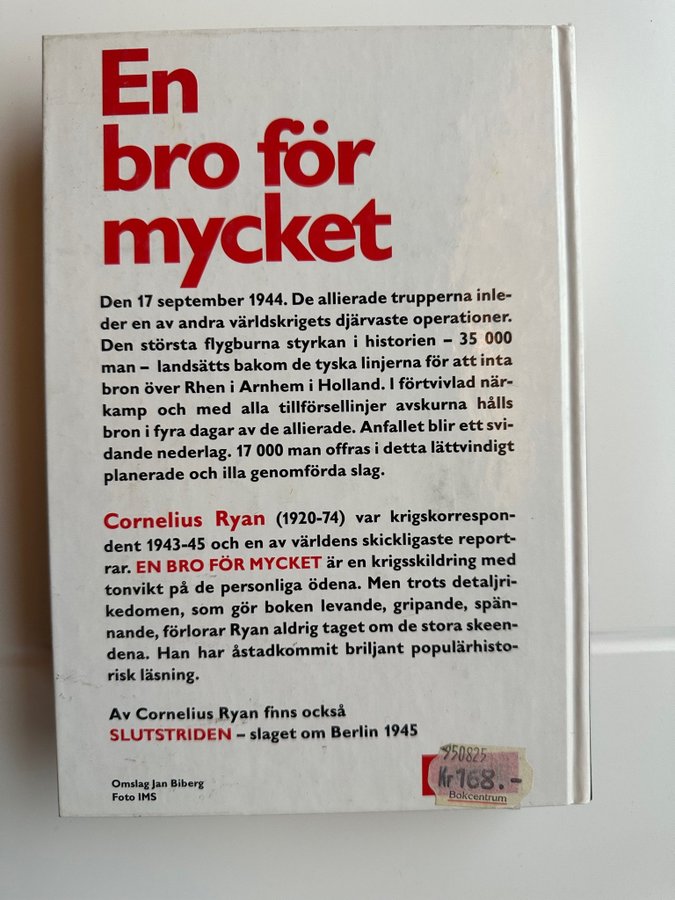 En
bro för
mycket
Den 17 september 1944. De allierade trupperna inle-
der en av andra världskrigets djärvaste operationer.
Den största flygburna styrkan i historien – 35 000
man – landsätts bakom de tyska linjerna för att inta
bron över Rhen i Arnhem i Holland. I förtvivlad när-
kamp och med alla tillförsellinjer avskurna hålls
bron i fyra dagar av de allierade. Anfallet blir ett svi-
dande nederlag. 17 000 man offras i detta lättvindigt
planerade och illa genomförda slag.
Cornelius Ryan (1920-74) var krigskorrespon-
dent 1943-45 och en av världens skickligaste report-
rar. EN BRO FÖR MYCKET är en krigsskildring med
tonvikt på de personliga ödena. Men trots detaljri-
kedomen, som gör boken levande, gripande, spän-
nande, förlorar Ryan aldrig taget om de stora skeen-
dena. Han har åstadkommit briljant populärhisto-
risk läsning.
Av Cornelius Ryan finns också
SLUTSTRIDEN – slaget om Berlin 1945
Omslag Jan Biberg
Foto IMS
950825
Kr 168.-
Bokcentrum